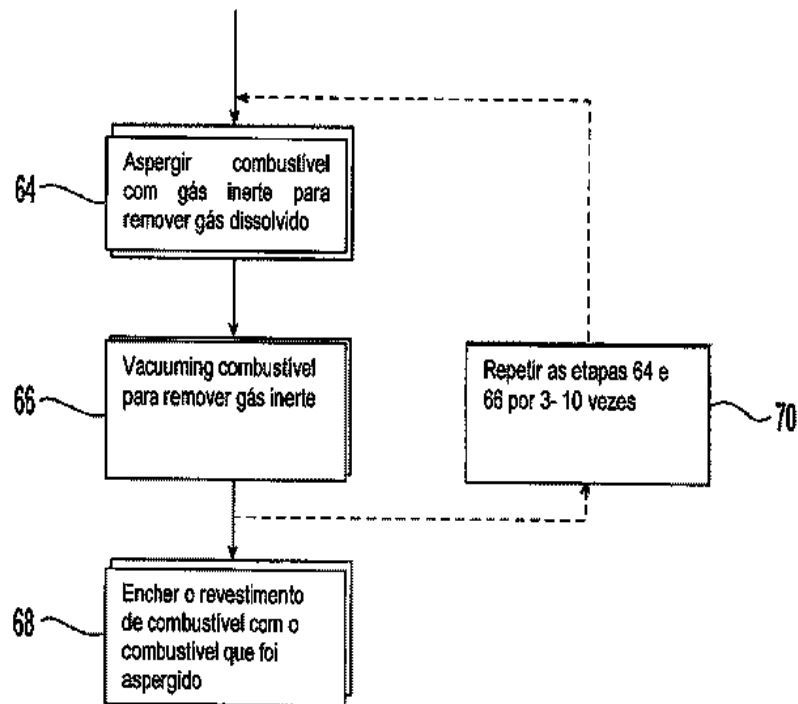 64
Aspergir combustível
com gás inerte para
remover gás dissolvido
66
Vacuuming combustível
para remover gás inerte
Repetir as etapas 64 e
66 por 3- 10 vezes
70
68
Encher o revestimento
de combustível com o
combustível que foi
aspergido